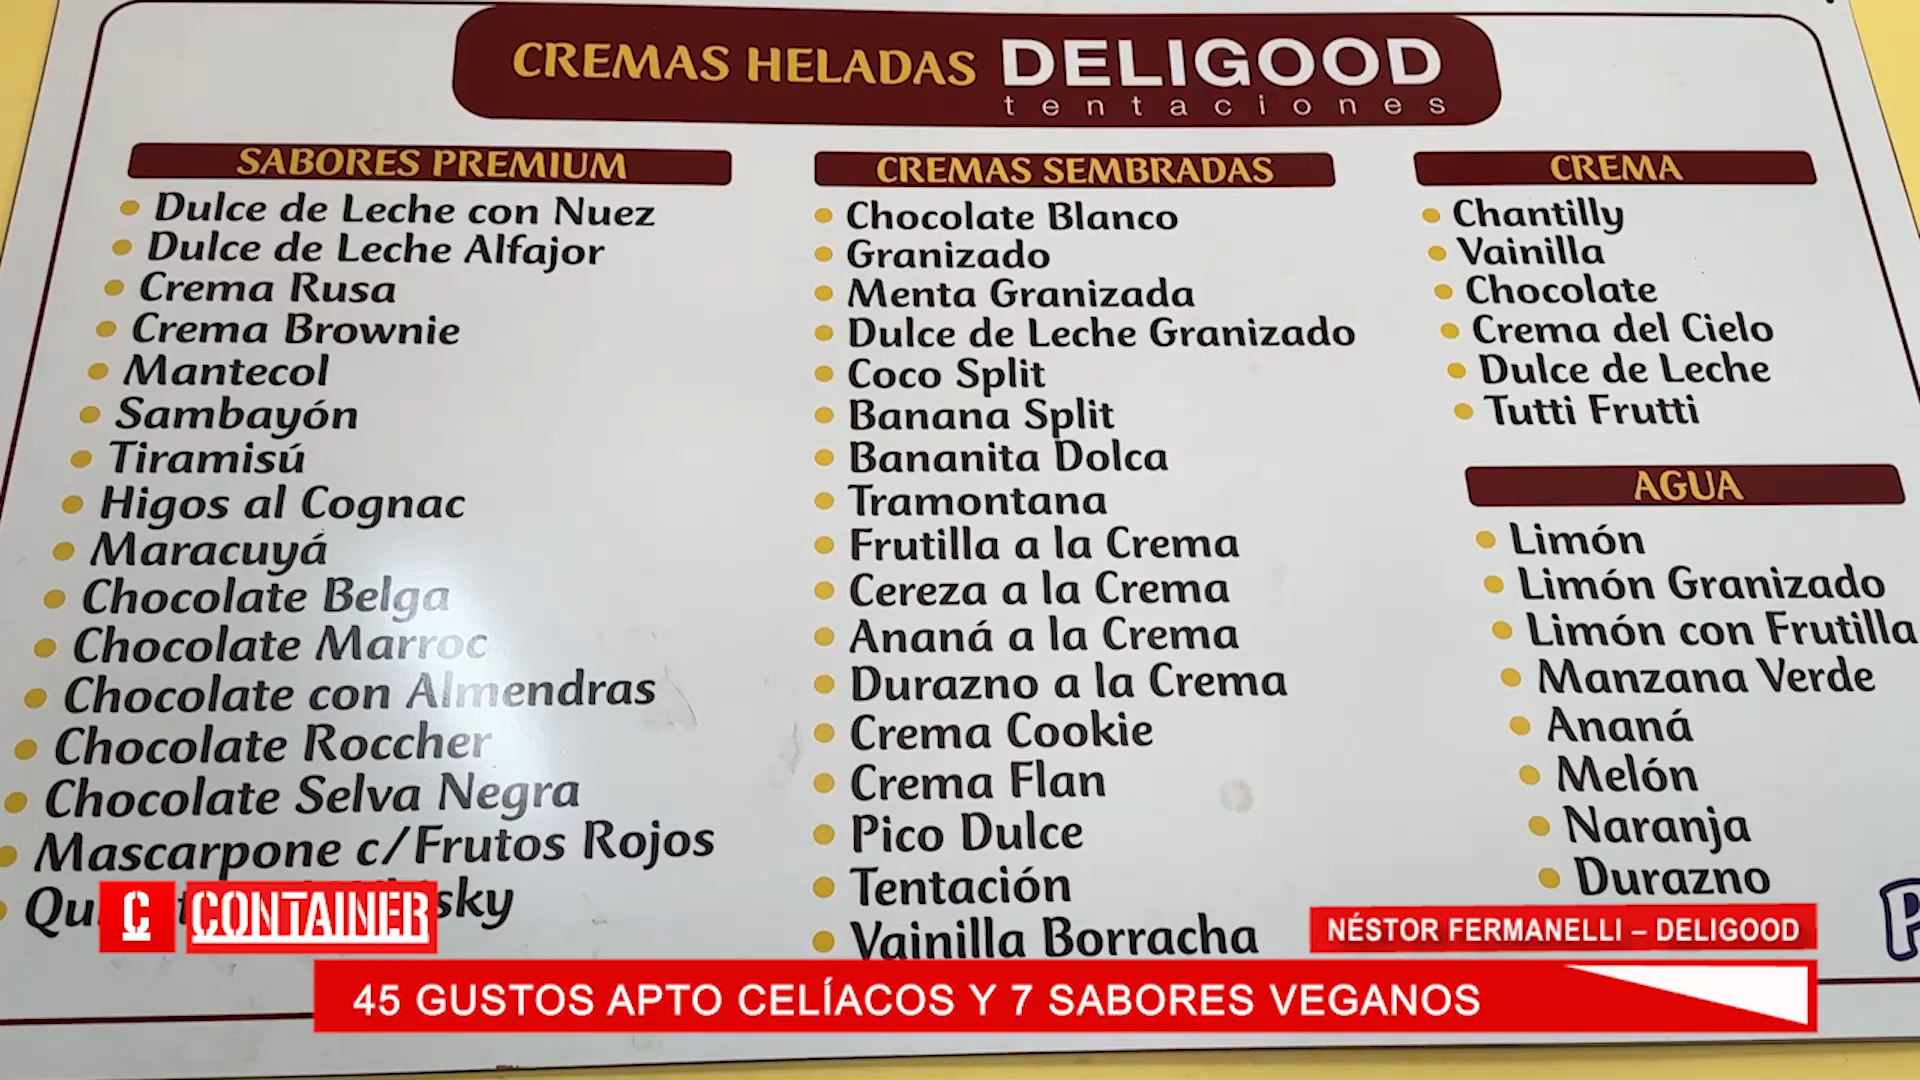 CREMAS HELADAS DELIGOOD
tentaciones
SABORES PREMIUM
Dulce de Leche con Nuez
Dulce de Leche Alfajor
Crema Rusa
Crema Brownie
Mantecol
Sambayón
Tiramisú
Higos al Cognac
Maracuyá
Chocolate Belga
Chocolate Marroc
Chocolate con Almendras
Chocolate Roccher
Chocolate Selva Negra
Mascarpone c/Frutos Rojos
CREMAS SEMBRADAS
Chocolate Blanco
Granizado
Menta Granizada
Dulce de Leche Granizado
Coco Split
Banana Split
Bananita Dolca
Tramontana
Frutilla a la Crema
Cereza a la Crema
Ananá a la Crema
Durazno a la Crema
Crema Cookie
Crema Flan
Pico Dulce
Tentación
Vainilla Borracha
CREMA
Chantilly
Vainilla
Chocolate
Crema del Cielo
Dulce de Leche
Tutti Frutti
AGUA
Limón
Limón Granizado
Limón con Frutilla
Manzana Verde
Ananá
Melón
Naranja
Durazno
C CONTAINER
NÉSTOR FERMANELLI – DELIGOOD
45 GUSTOS APTO CELÍACOS Y 7 SABORES VEGANOS